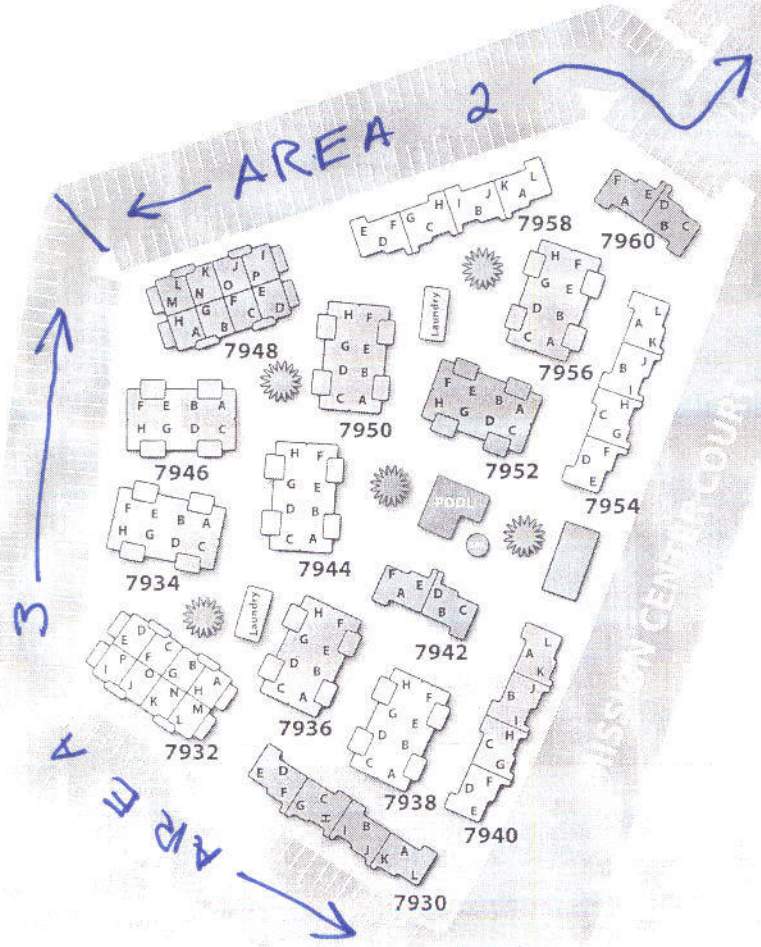 AREA 2
E D F G C H I B J K A L
7958
F A E D B C
7960
L K J I
M N O P
H G F E
A B C D
7948
H F
G E
D B
C A
7950
Laundry
H F
G E
D B
C A
7956
A L
K
B J
I
C H
G
D F
E
7954
F E B A
H G D C
7946
F E B A
H G D C
7952
F E B A
H G D C
7934
H F
G E
D B
C A
7944
POOL
MISSION CENTER COUR
3
E D C B A
P F O G H
I J K N M
L
7932
Laundry
H F
G E
D B
C A
7936
F A E D B C
7942
H F
G E
D B
C A
7938
A L
K
B J
I
C H
G
D F
E
7940
AREA
E D F G C H I B J K A L
7930